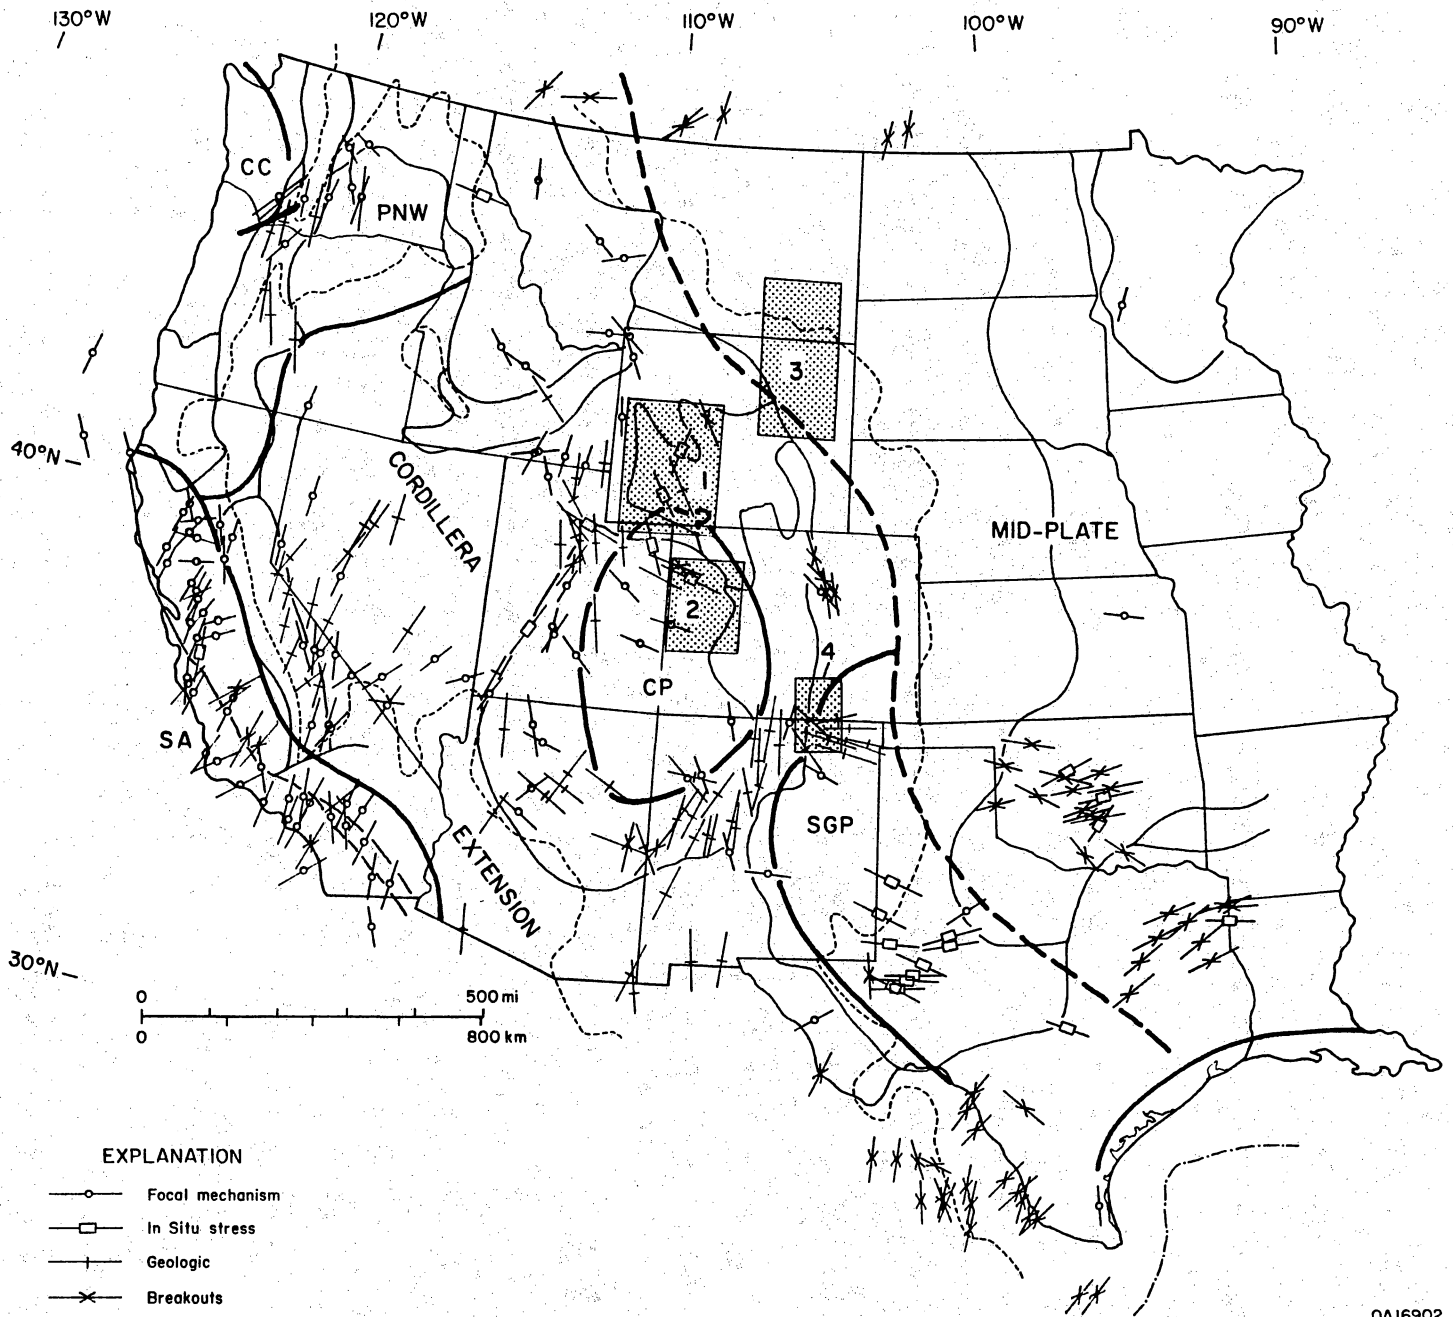 130°W
120°W
110°W
100°W
90°W
CC
PNW
3
40°N
CORDILLERA
1
MID-PLATE
2
4
CP
SA
SGP
EXTENSION
30°N
0 500 mi
0 800 km
EXPLANATION
Focal mechanism
In Situ stress
Geologic
Breakouts
QA16902